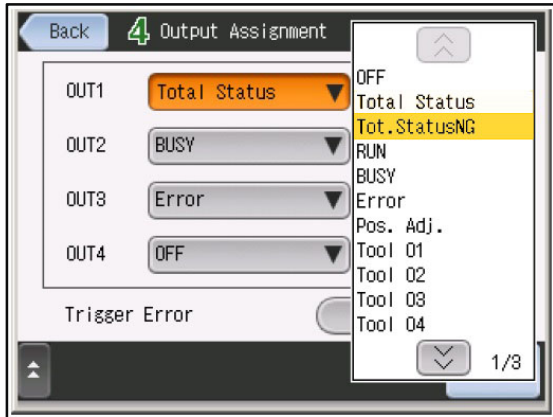 Back
4 Output Assignment
OUT1 Total Status
OUT2 BUSY
OUT3 Error
OUT4 OFF
Trigger Error
OFF
Total Status
Tot.StatusNG
RUN
BUSY
Error
Pos. Adj.
Tool 01
Tool 02
Tool 03
Tool 04
1/3